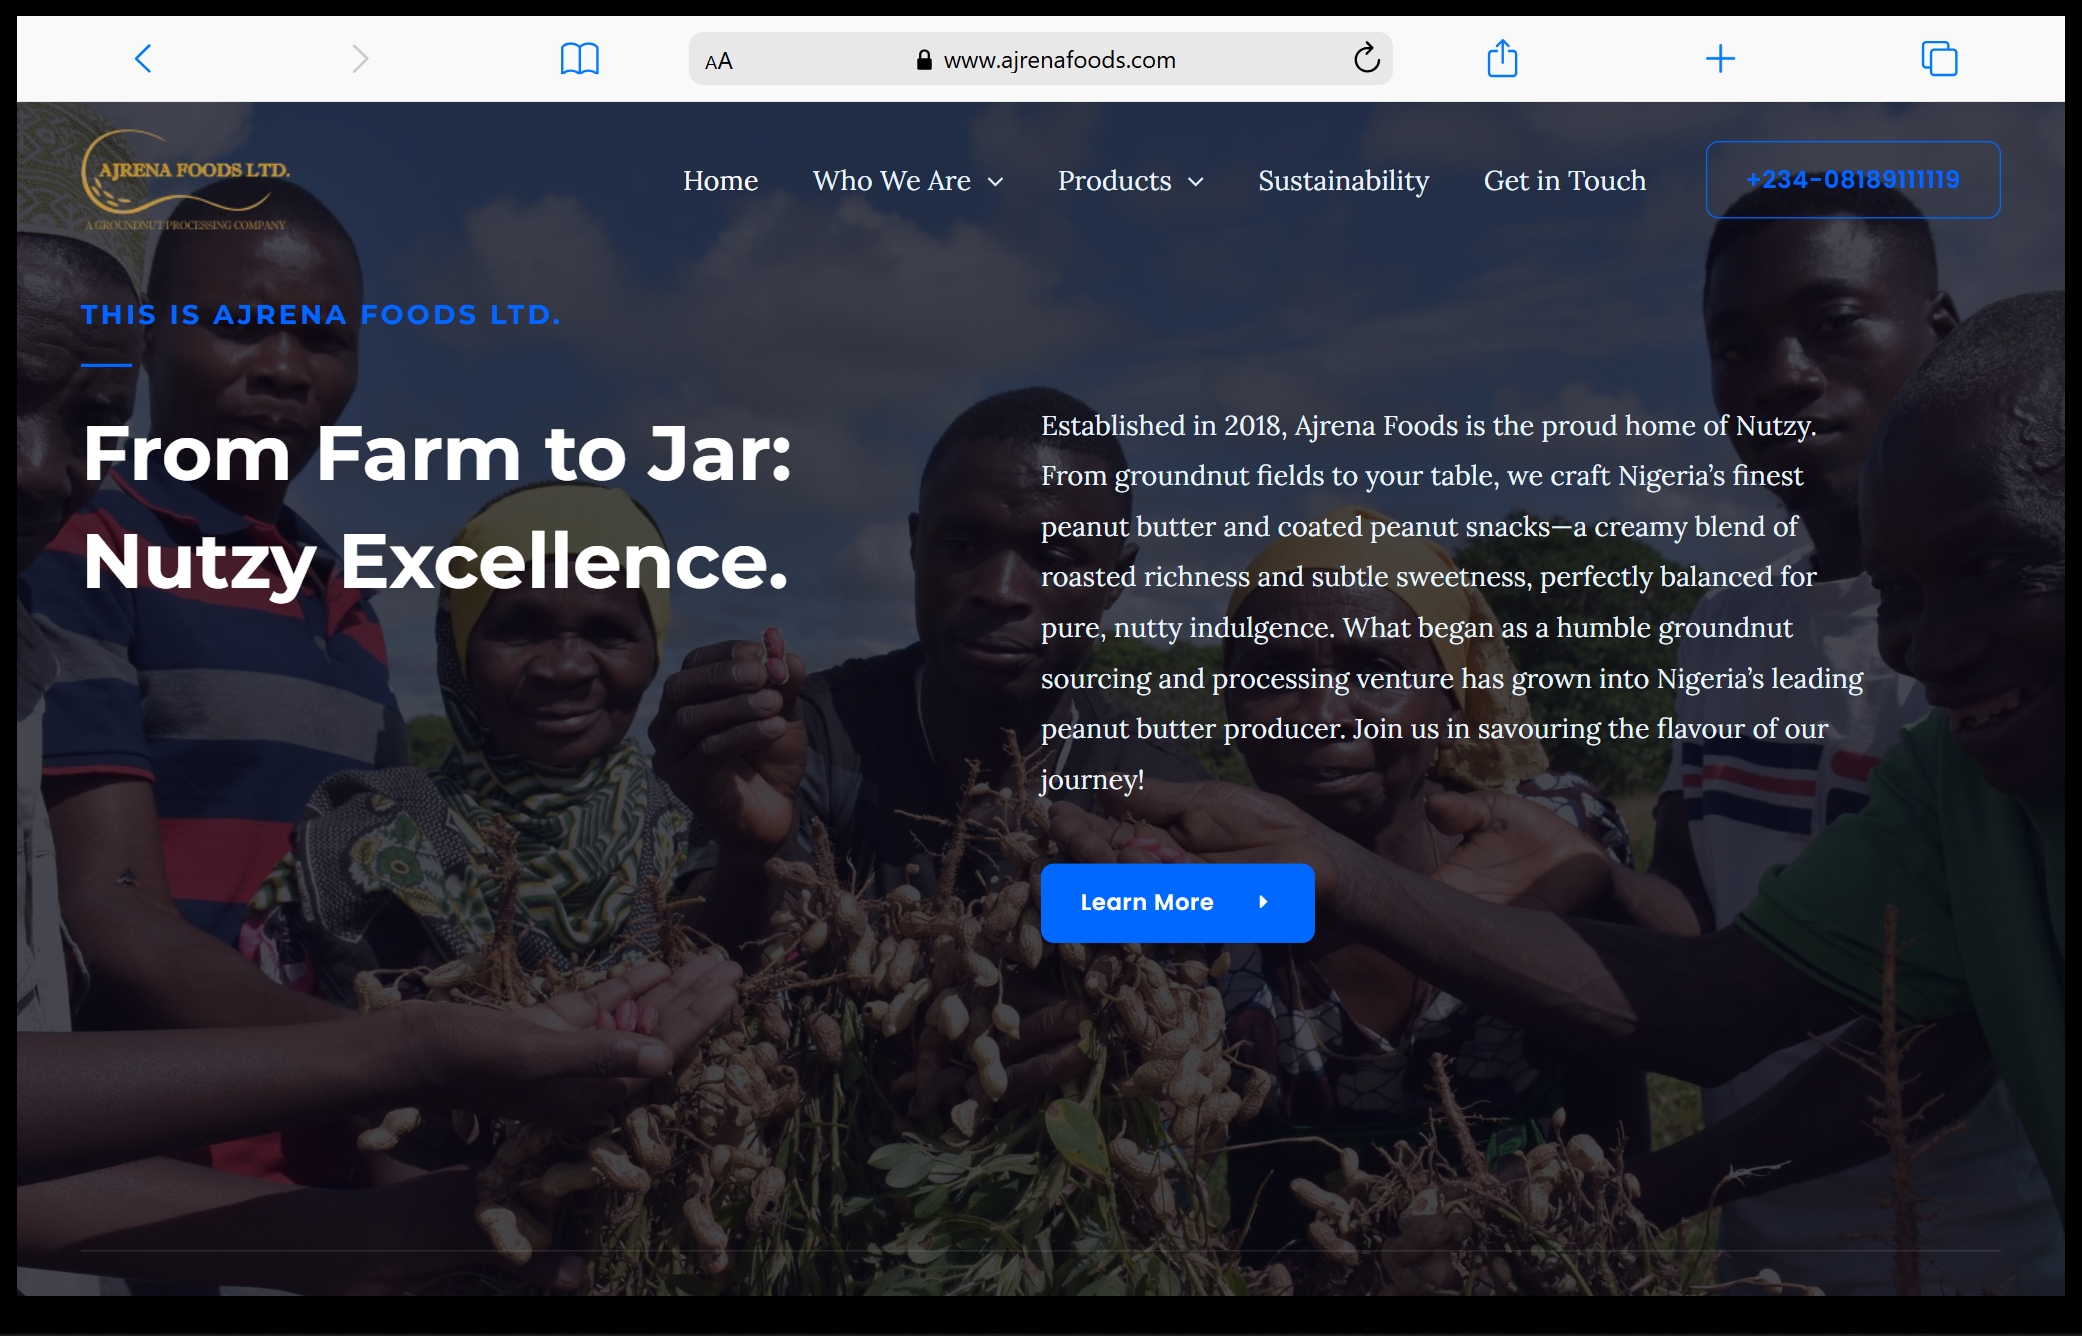 AA
www.ajrenafoods.com
AJRENA FOODS LTD.
A GROUNDNUT PROCESSING COMPANY
Home
Who We Are
Products
Sustainability
Get in Touch
+234-08189111119
THIS IS AJRENA FOODS LTD.
From Farm to Jar:
Nutzy Excellence.
Established in 2018, Ajrena Foods is the proud home of Nutzy.
From groundnut fields to your table, we craft Nigeria’s finest
peanut butter and coated peanut snacks—a creamy blend of
roasted richness and subtle sweetness, perfectly balanced for
pure, nutty indulgence. What began as a humble groundnut
sourcing and processing venture has grown into Nigeria’s leading
peanut butter producer. Join us in savouring the flavour of our
journey!
Learn More